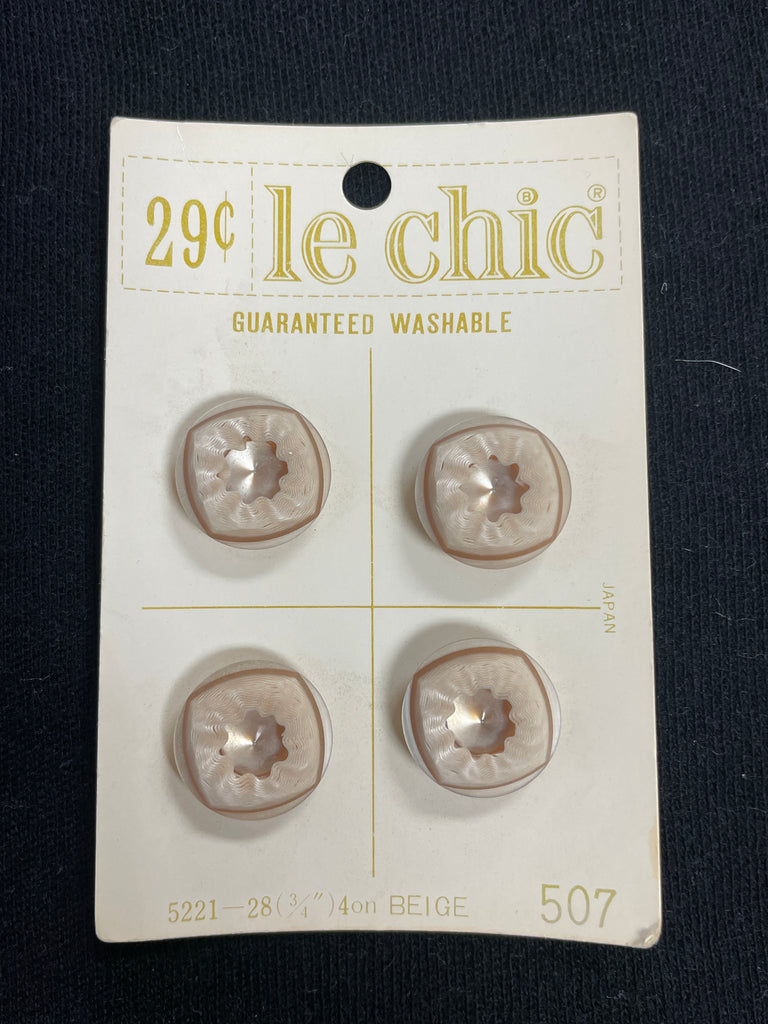 29¢
le chic B ®
GUARANTEED WASHABLE
JAPAN
5221-28(3/4")4on BEIGE
507